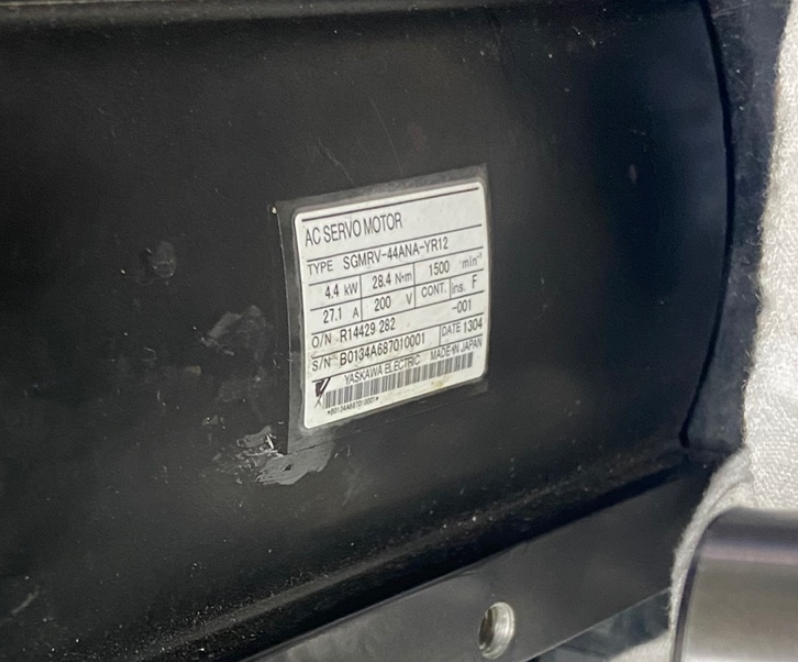 AC SERVO MOTOR
TYPE SGMRV-44ANA-YR12
4.4 kW 28.4 N•m 1500 min⁻¹
27.1 A 200 V CONT. Ins. F
O/N R14429 282 -001
S/N B0134A687010001 DATE 1304
YASKAWA ELECTRIC MADE IN JAPAN
*B0134A687010001*